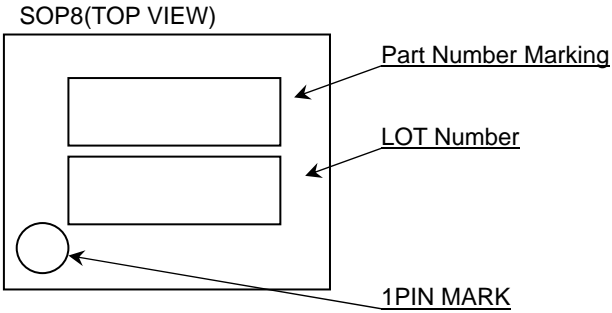 SOP8(TOP VIEW)
Part Number Marking
LOT Number
1PIN MARK